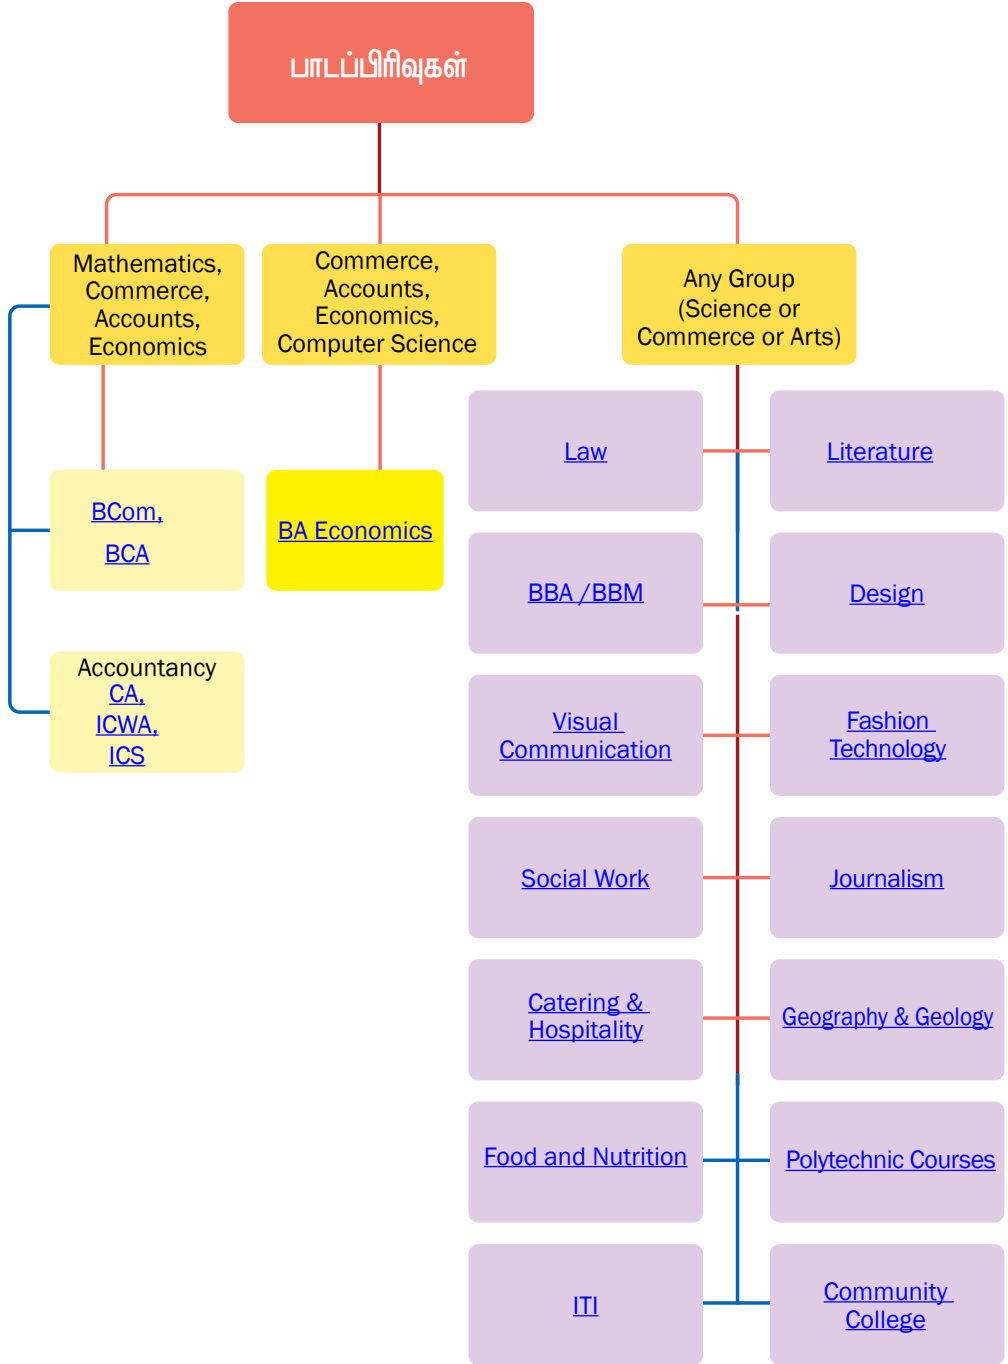 பாடப்பிரிவுகள்
Mathematics,
Commerce,
Accounts,
Economics
Commerce,
Accounts,
Economics,
Computer Science
Any Group
(Science or
Commerce or Arts)
BCom,
BCA
BA Economics
Accountancy
CA,
ICWA,
ICS
Law
Literature
BBA /BBM
Design
Visual
Communication
Fashion
Technology
Social Work
Journalism
Catering &
Hospitality
Geography & Geology
Food and Nutrition
Polytechnic Courses
ITI
Community
College